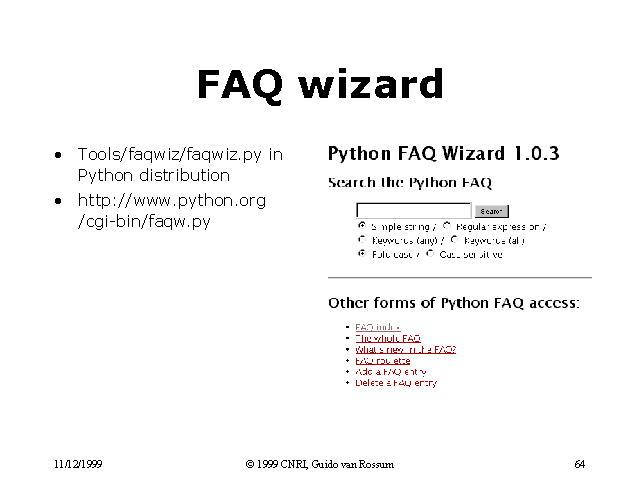 FAQ wizard
• Tools/faqwiz/faqwiz.py in
Python distribution
• http://www.python.org
/cgi-bin/faqw.py
Python FAQ Wizard 1.0.3
Search the Python FAQ
Search
Simple string / Regular expression /
Keywords (any) / Keywords (all)
Fold case / Case sensitive
Other forms of Python FAQ access:
• FAQ index
• The whole FAQ
• What's new in the FAQ?
• FAQ roulette
• Add a FAQ entry
• Delete a FAQ entry
11/12/1999
© 1999 CNRI, Guido van Rossum
64